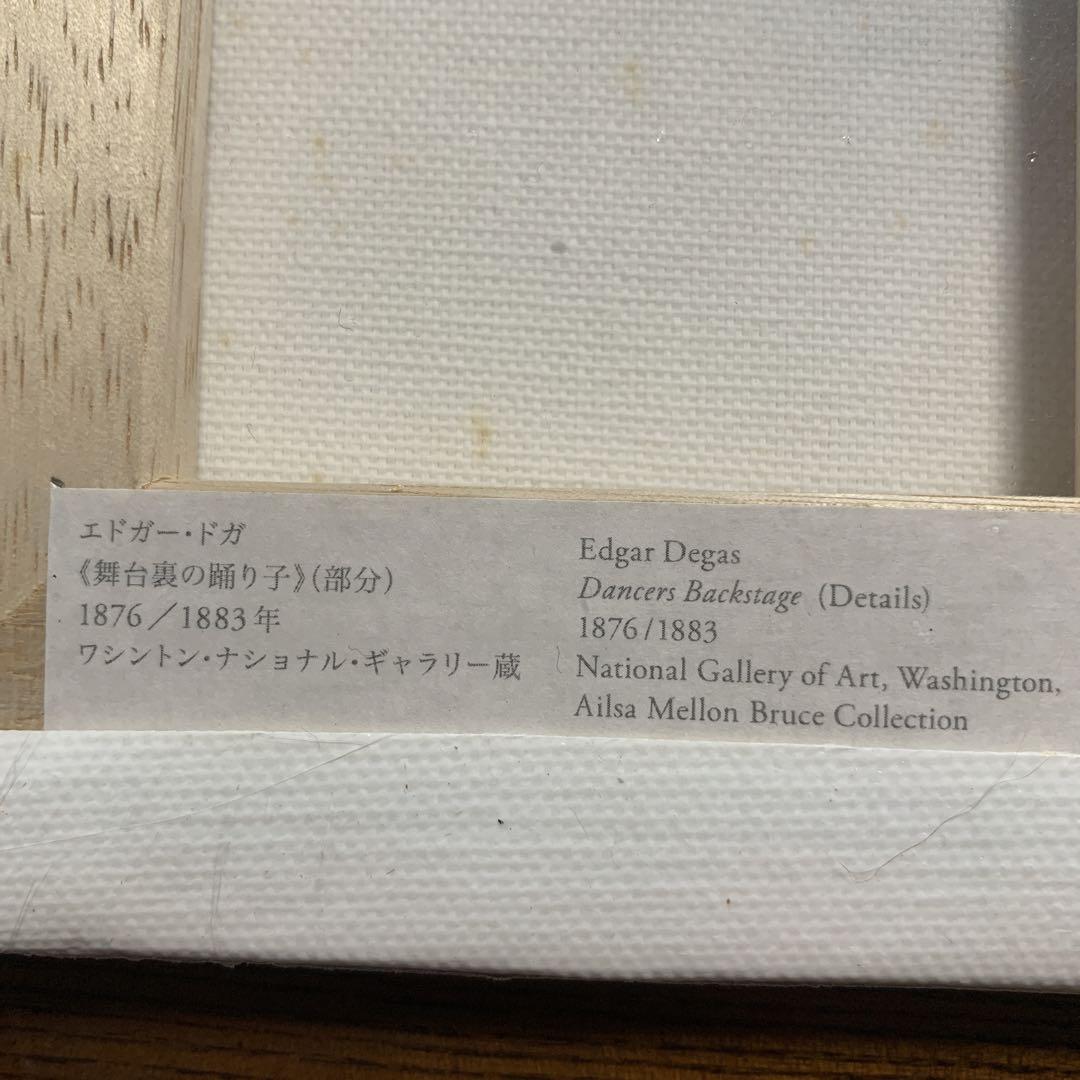 エドガー・ドガ
《舞台裏の踊り子》(部分)
1876／1883年
ワシントン・ナショナル・ギャラリー蔵
Edgar Degas
Dancers Backstage (Details)
1876/1883
National Gallery of Art, Washington,
Ailsa Mellon Bruce Collection